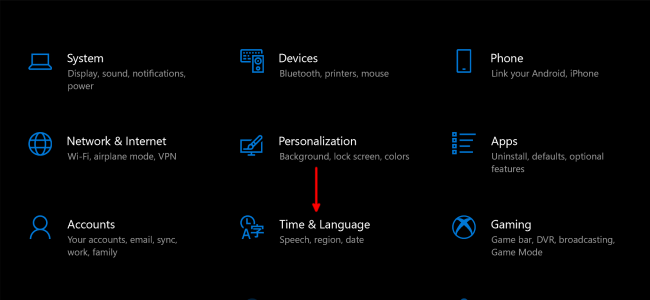 System
Display, sound, notifications,
power
Devices
Bluetooth, printers, mouse
Phone
Link your Android, iPhone
Network & Internet
Wi-Fi, airplane mode, VPN
Personalization
Background, lock screen, colors
Apps
Uninstall, defaults, optional
features
Accounts
Your accounts, email, sync,
work, family
Time & Language
Speech, region, date
Gaming
Game bar, DVR, broadcasting,
Game Mode